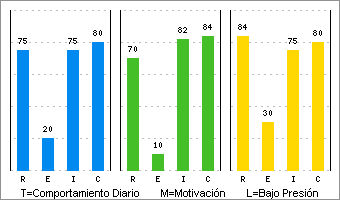 75 20 75 80 70 10 82 84 84 30 75 80
R E I C R E I C R E I C
T=Comportamiento Diario M=Motivación L=Bajo Presión